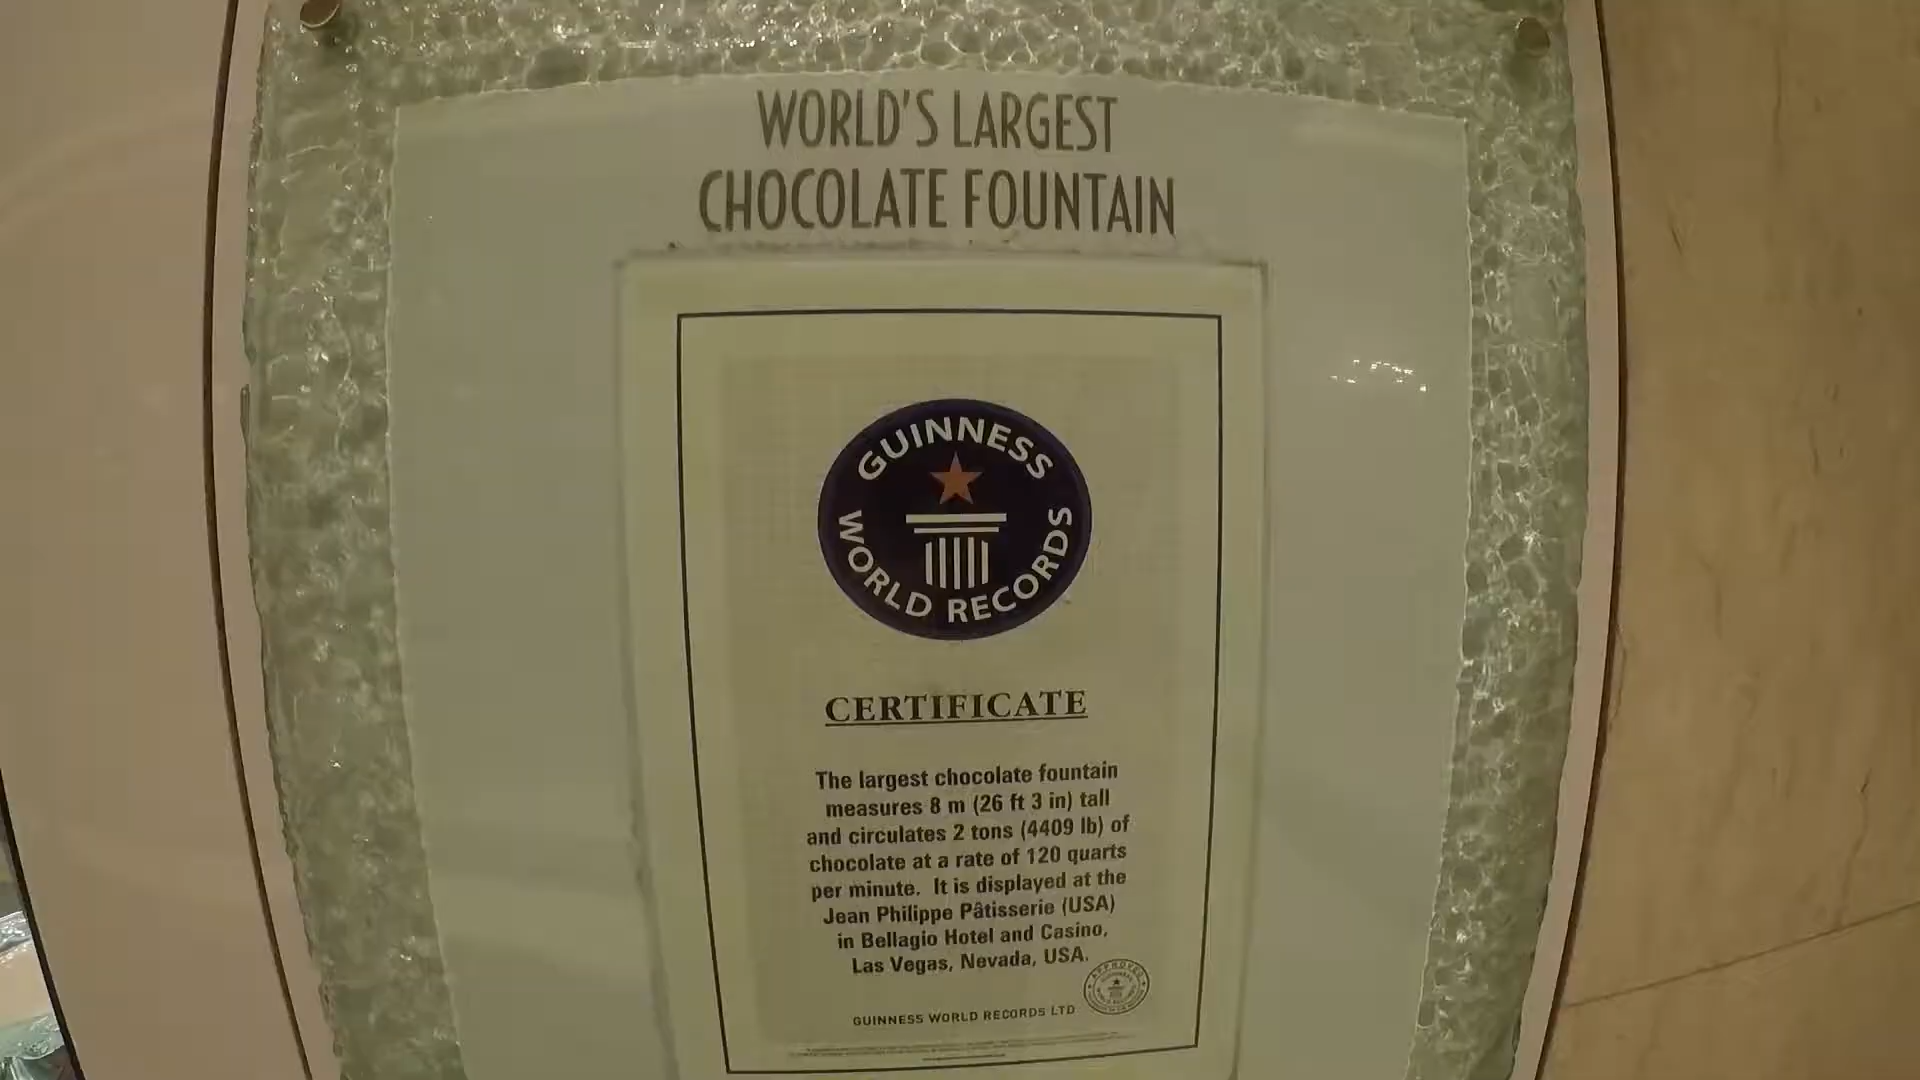 WORLD'S LARGEST
CHOCOLATE FOUNTAIN
GUINNESS
WORLD RECORDS
CERTIFICATE
The largest chocolate fountain
measures 8 m (26 ft 3 in) tall
and circulates 2 tons (4409 lb) of
chocolate at a rate of 120 quarts
per minute. It is displayed at the
Jean Philippe Pâtisserie (USA)
in Bellagio Hotel and Casino,
Las Vegas, Nevada, USA.
APPROVED
GUINNESS WORLD RECORDS LTD